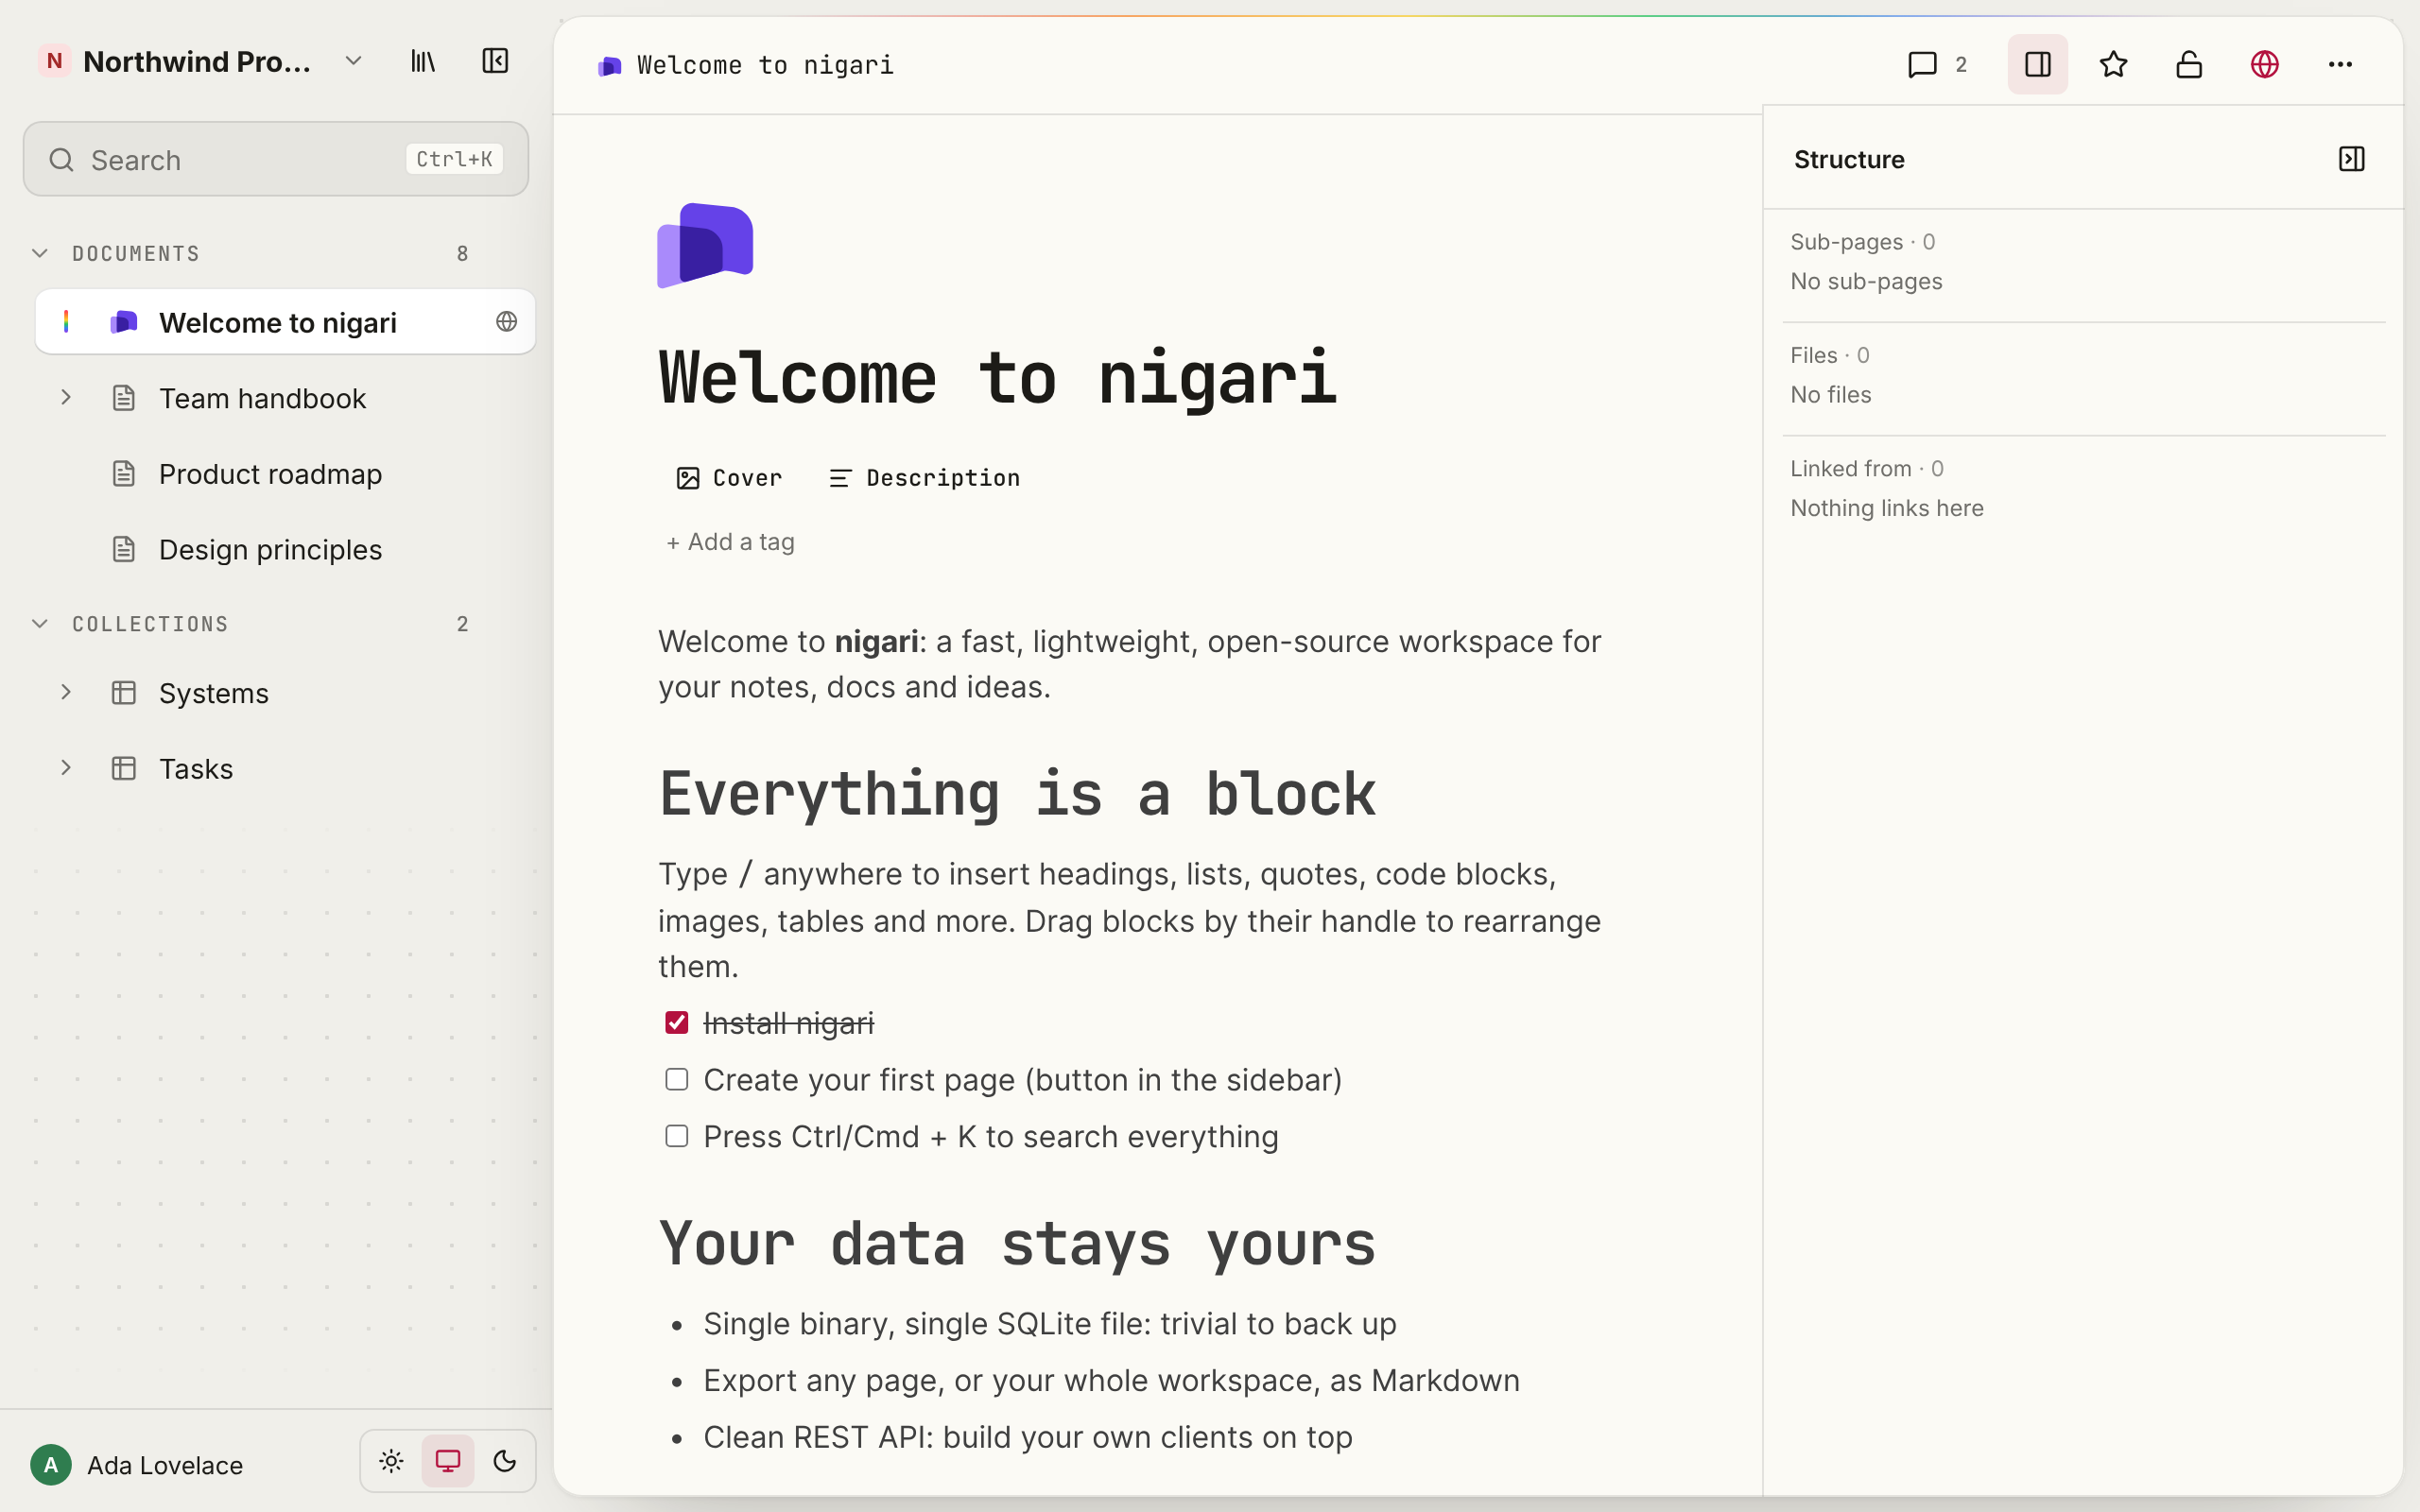 N Northwind Pro...
Search Ctrl+K
DOCUMENTS 8
Welcome to nigari
Team handbook
Product roadmap
Design principles
COLLECTIONS 2
Systems
Tasks
A Ada Lovelace
Welcome to nigari
2
Welcome to nigari
Cover Description
+ Add a tag
Welcome to nigari: a fast, lightweight, open-source workspace for
your notes, docs and ideas.
Everything is a block
Type / anywhere to insert headings, lists, quotes, code blocks,
images, tables and more. Drag blocks by their handle to rearrange
them.
Install nigari
Create your first page (button in the sidebar)
Press Ctrl/Cmd + K to search everything
Your data stays yours
• Single binary, single SQLite file: trivial to back up
• Export any page, or your whole workspace, as Markdown
• Clean REST API: build your own clients on top
Structure
Sub-pages · 0
No sub-pages
Files · 0
No files
Linked from · 0
Nothing links here